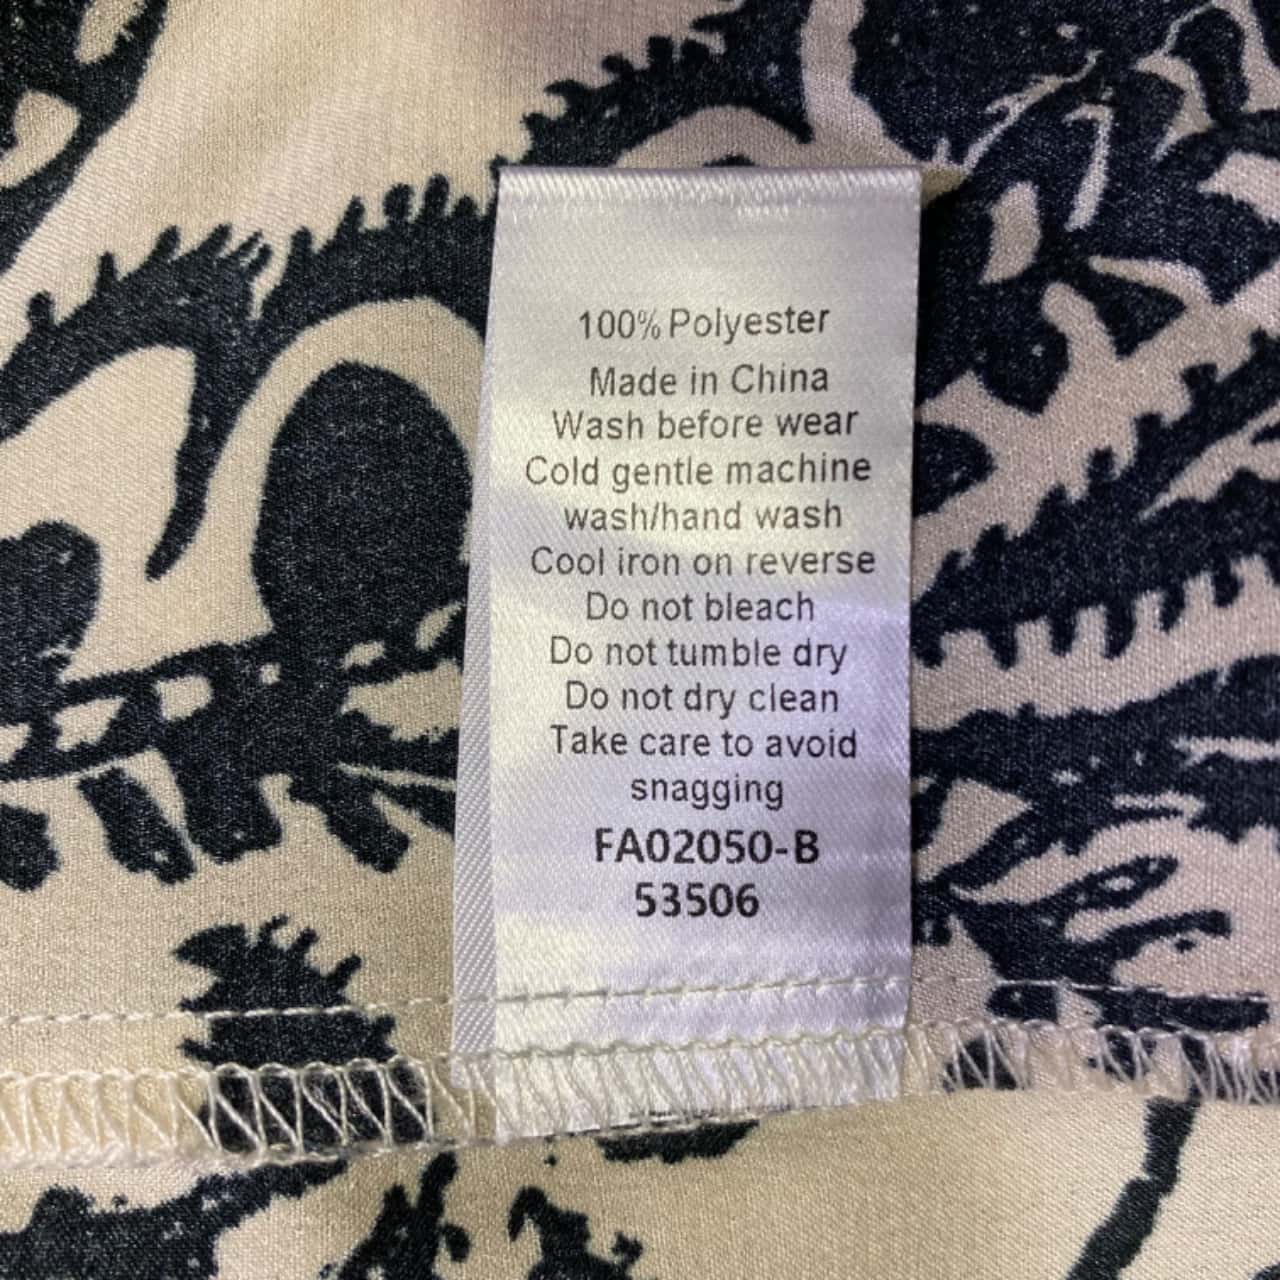 100% Polyester
Made in China
Wash before wear
Cold gentle machine
wash/hand wash
Cool iron on reverse
Do not bleach
Do not tumble dry
Do not dry clean
Take care to avoid
snagging
FA02050-B
53506